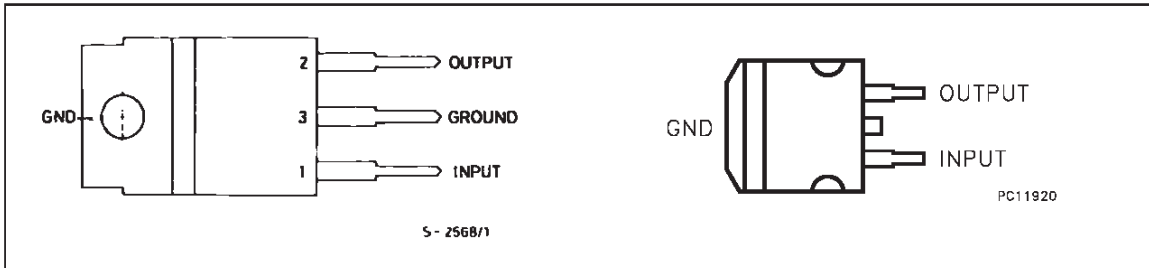 2 OUTPUT
GND 3 GROUND
1 INPUT
S-2568/1
OUTPUT
GND
INPUT
PC11920